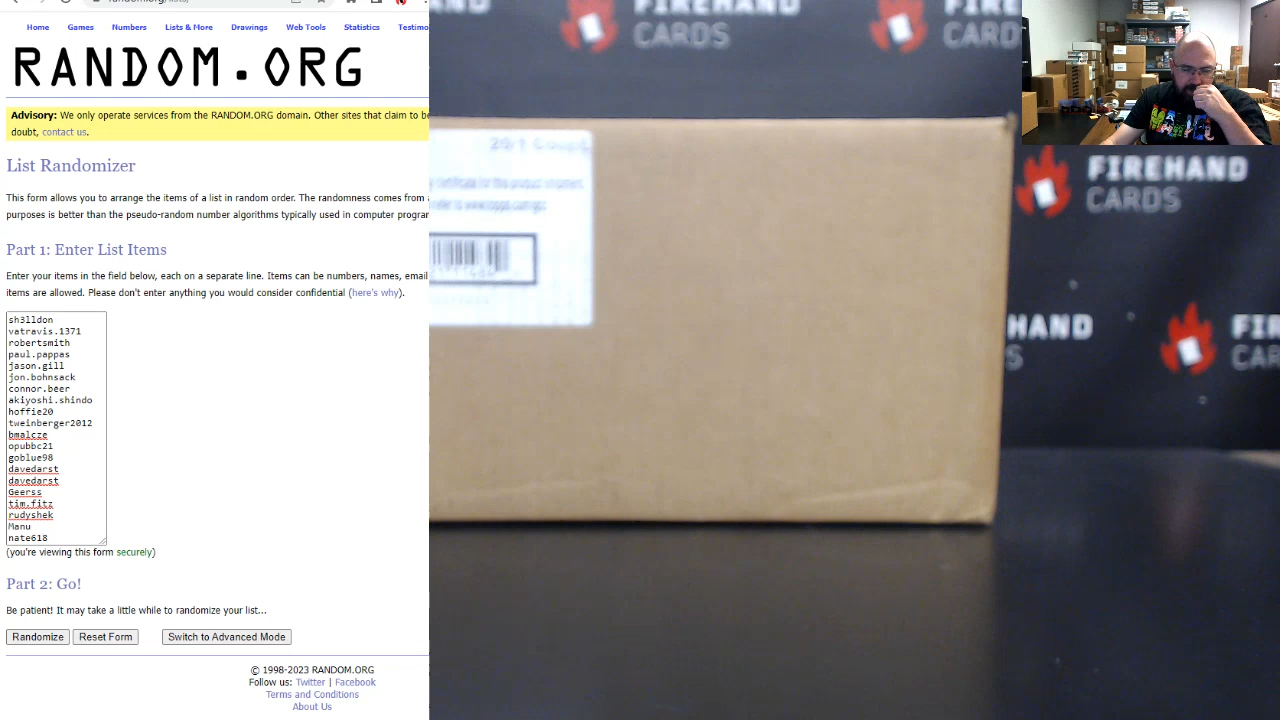 Home Games Numbers Lists & More Drawings Web Tools Statistics Testimo
RANDOM.ORG
Advisory: We only operate services from the RANDOM.ORG domain. Other sites that claim to be
doubt, contact us.
List Randomizer
This form allows you to arrange the items of a list in random order. The randomness comes from
purposes is better than the pseudo-random number algorithms typically used in computer program
Part 1: Enter List Items
Enter your items in the field below, each on a separate line. Items can be numbers, names, email
items are allowed. Please don't enter anything you would consider confidential (here's why).
sh3lldon
vatravis.1371
robertsmith
paul.pappas
jason.gill
jon.bohnsack
connor.beer
akiyoshi.shindo
hoffie20
tweinberger2012
bmalcze
opubbc21
goblue98
davedarst
davedarst
Geerss
tim.fitz
rudyshek
Manu
nate618
(you're viewing this form securely)
Part 2: Go!
Be patient! It may take a little while to randomize your list...
Randomize Reset Form Switch to Advanced Mode
© 1998-2023 RANDOM.ORG
Follow us: Twitter | Facebook
Terms and Conditions
About Us
FIREHAND
CARDS
FIREHAND
CARDS
FIREHAND
CARDS
HAND
FI
CAR